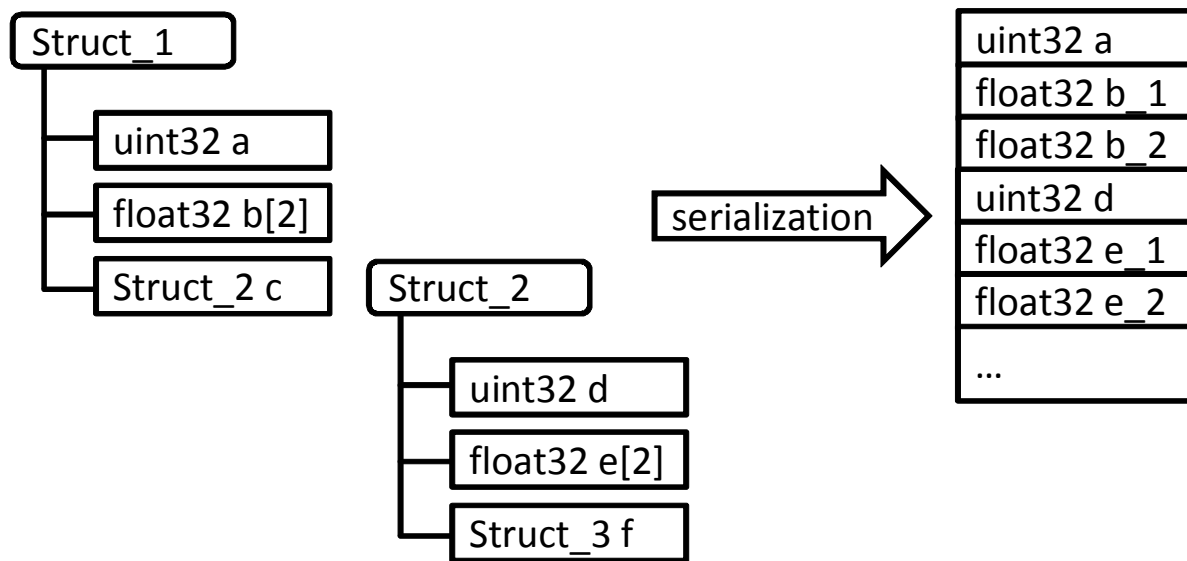 Struct_1
uint32 a
float32 b[2]
Struct_2 c
Struct_2
uint32 d
float32 e[2]
Struct_3 f
serialization
uint32 a
float32 b_1
float32 b_2
uint32 d
float32 e_1
float32 e_2
...